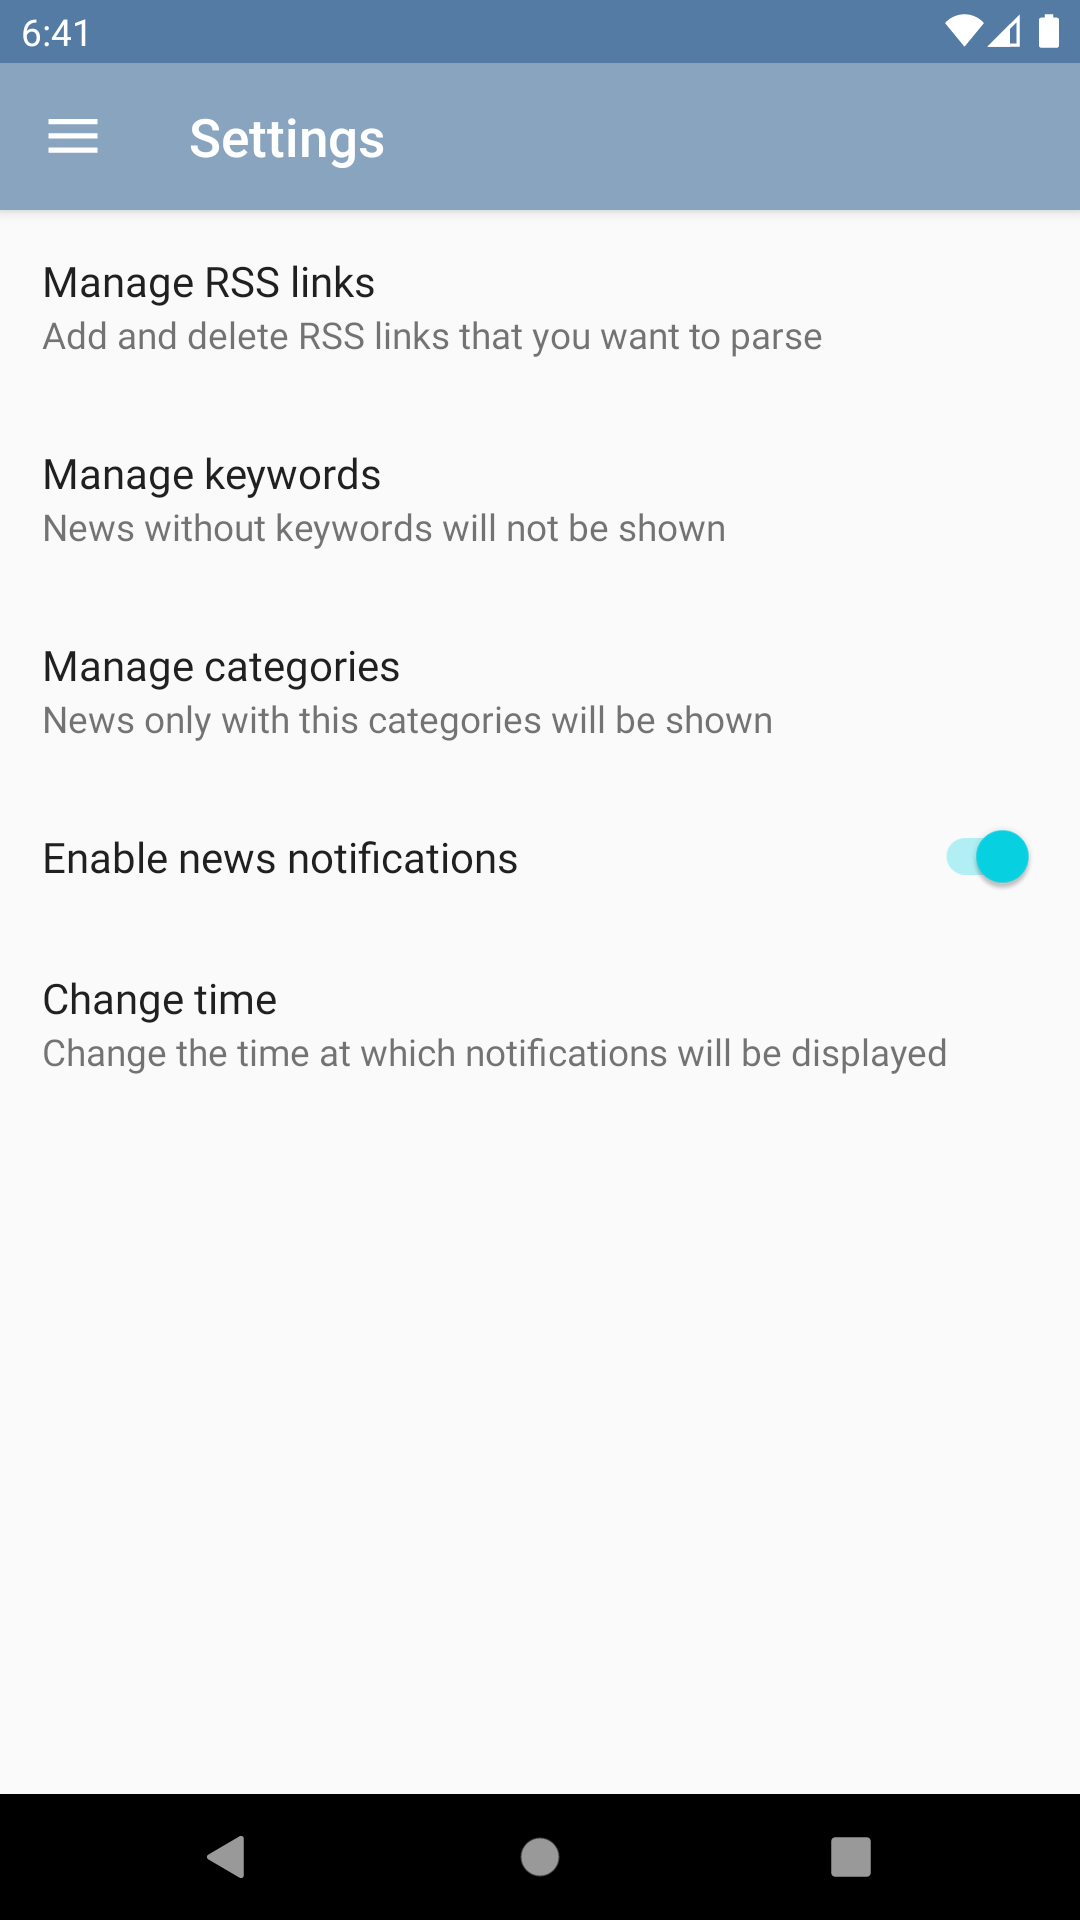 6:41
Settings
Manage RSS links
Add and delete RSS links that you want to parse
Manage keywords
News without keywords will not be shown
Manage categories
News only with this categories will be shown
Enable news notifications
Change time
Change the time at which notifications will be displayed